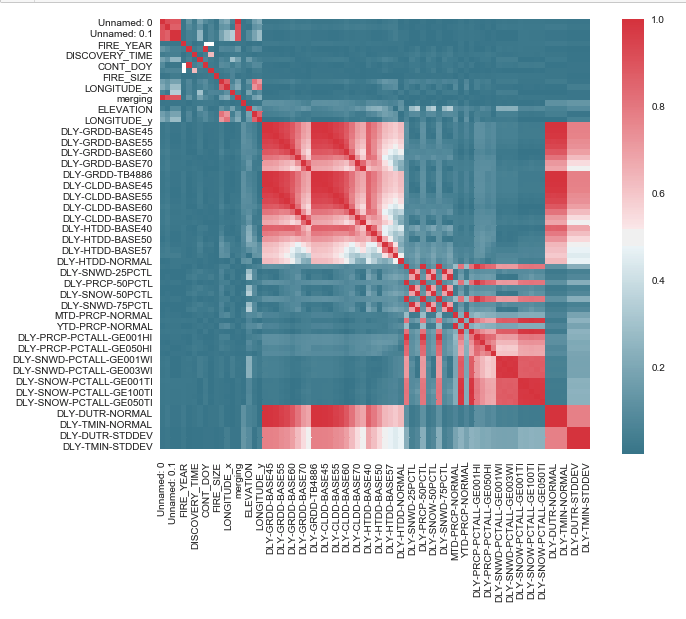 Unnamed: 0
Unnamed: 0.1
FIRE_YEAR
DISCOVERY_TIME
CONT_DOY
FIRE_SIZE
LONGITUDE_x
merging
ELEVATION
LONGITUDE_y
DLY-GRDD-BASE45
DLY-GRDD-BASE55
DLY-GRDD-BASE60
DLY-GRDD-BASE70
DLY-GRDD-TB4886
DLY-CLDD-BASE45
DLY-CLDD-BASE55
DLY-CLDD-BASE60
DLY-CLDD-BASE70
DLY-HTDD-BASE40
DLY-HTDD-BASE50
DLY-HTDD-BASE57
DLY-HTDD-NORMAL
DLY-SNWD-25PCTL
DLY-PRCP-50PCTL
DLY-SNOW-50PCTL
DLY-SNWD-75PCTL
MTD-PRCP-NORMAL
YTD-PRCP-NORMAL
DLY-PRCP-PCTALL-GE001HI
DLY-PRCP-PCTALL-GE050HI
DLY-SNWD-PCTALL-GE001WI
DLY-SNWD-PCTALL-GE003WI
DLY-SNOW-PCTALL-GE001TI
DLY-SNOW-PCTALL-GE100TI
DLY-SNOW-PCTALL-GE050TI
DLY-DUTR-NORMAL
DLY-TMIN-NORMAL
DLY-DUTR-STDDEV
DLY-TMIN-STDDEV
Unnamed: 0
Unnamed: 0.1
FIRE_YEAR
DISCOVERY_TIME
CONT_DOY
FIRE_SIZE
LONGITUDE_x
merging
ELEVATION
LONGITUDE_y
DLY-GRDD-BASE45
DLY-GRDD-BASE55
DLY-GRDD-BASE60
DLY-GRDD-BASE70
DLY-GRDD-TB4886
DLY-CLDD-BASE45
DLY-CLDD-BASE55
DLY-CLDD-BASE60
DLY-CLDD-BASE70
DLY-HTDD-BASE40
DLY-HTDD-BASE50
DLY-HTDD-BASE57
DLY-HTDD-NORMAL
DLY-SNWD-25PCTL
DLY-PRCP-50PCTL
DLY-SNOW-50PCTL
DLY-SNWD-75PCTL
MTD-PRCP-NORMAL
YTD-PRCP-NORMAL
DLY-PRCP-PCTALL-GE001HI
DLY-PRCP-PCTALL-GE050HI
DLY-SNWD-PCTALL-GE001WI
DLY-SNWD-PCTALL-GE003WI
DLY-SNOW-PCTALL-GE001TI
DLY-SNOW-PCTALL-GE100TI
DLY-SNOW-PCTALL-GE050TI
DLY-DUTR-NORMAL
DLY-TMIN-NORMAL
DLY-DUTR-STDDEV
DLY-TMIN-STDDEV
1.0
0.8
0.6
0.4
0.2